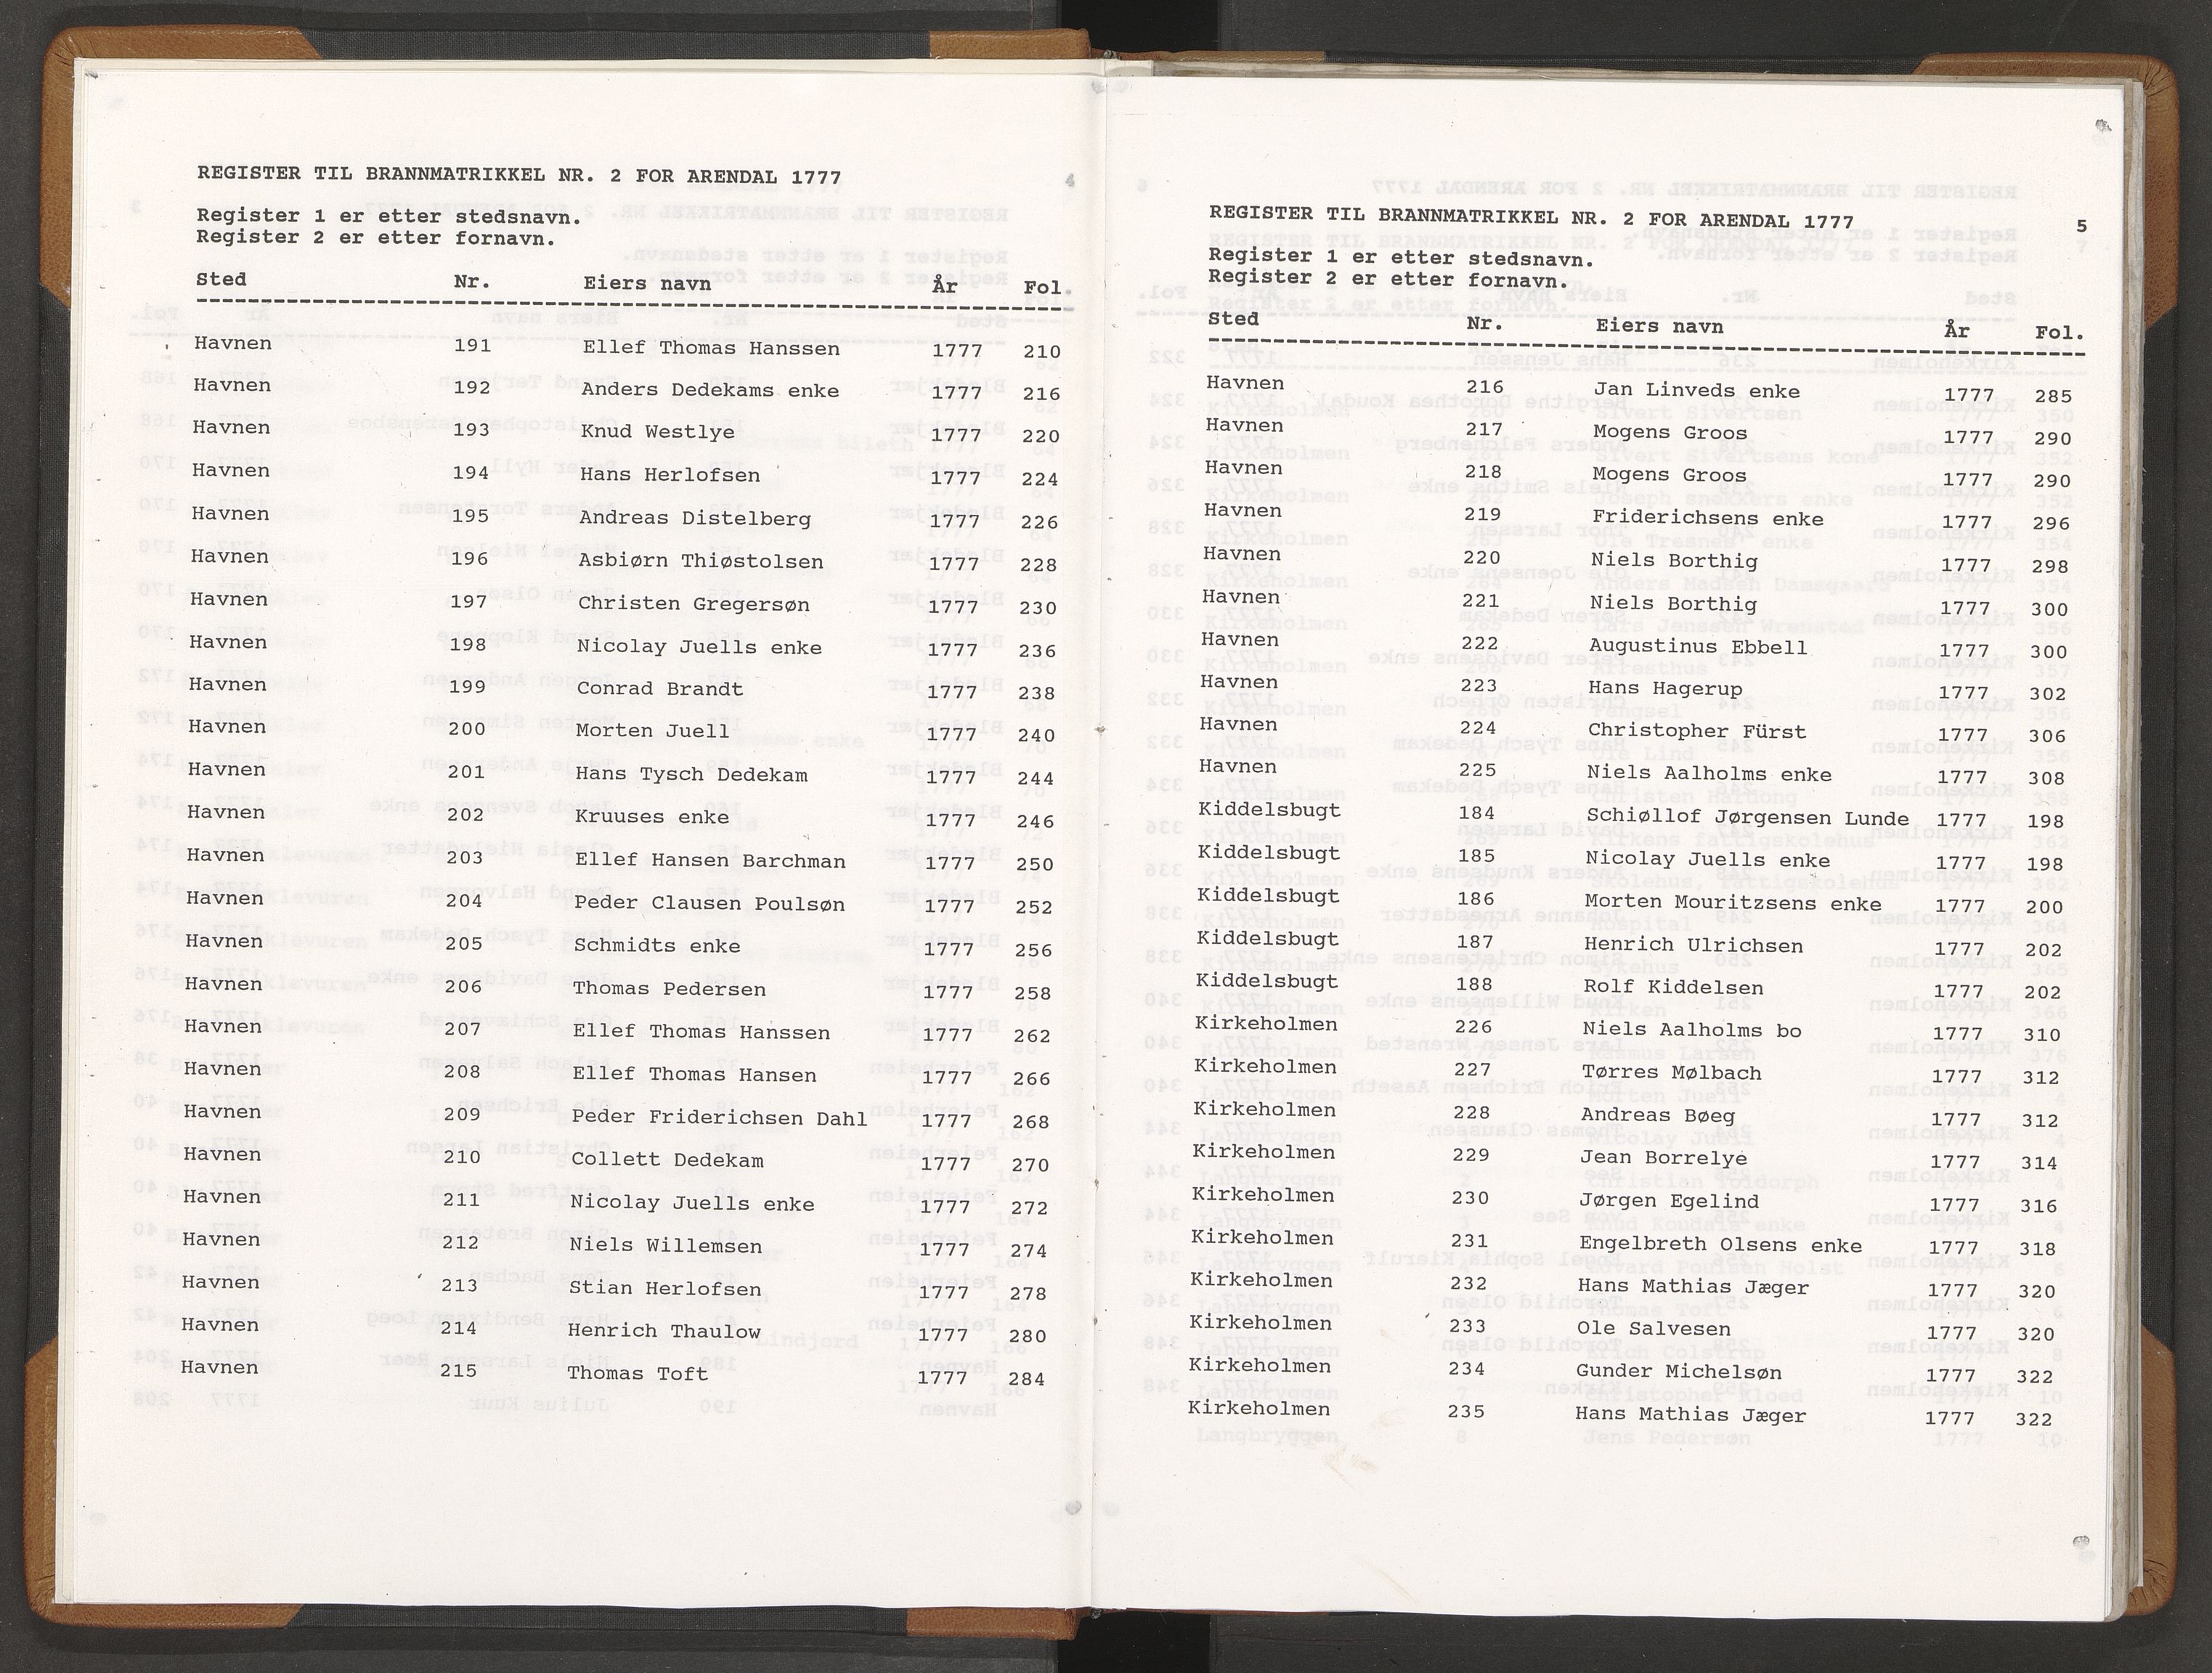 REGISTER TIL BRANNMATRIKKEL NR. 2 FOR ARENDAL 1777 4
Register 1 er etter stedsnavn.
Register 2 er etter fornavn.
Sted Nr. Eiers navn År Fol.
Havnen 191 Ellef Thomas Hanssen 1777 210
Havnen 192 Anders Dedekams enke 1777 216
Havnen 193 Knud Westlye 1777 220
Havnen 194 Hans Herlofsen 1777 224
Havnen 195 Andreas Distelberg 1777 226
Havnen 196 Asbiørn Thiøstolsen 1777 228
Havnen 197 Christen Gregersøn 1777 230
Havnen 198 Nicolay Juells enke 1777 236
Havnen 199 Conrad Brandt 1777 238
Havnen 200 Morten Juell 1777 240
Havnen 201 Hans Tysch Dedekam 1777 244
Havnen 202 Kruuses enke 1777 246
Havnen 203 Ellef Hansen Barchman 1777 250
Havnen 204 Peder Clausen Poulsøn 1777 252
Havnen 205 Schmidts enke 1777 256
Havnen 206 Thomas Pedersen 1777 258
Havnen 207 Ellef Thomas Hanssen 1777 262
Havnen 208 Ellef Thomas Hansen 1777 266
Havnen 209 Peder Friderichsen Dahl 1777 268
Havnen 210 Collett Dedekam 1777 270
Havnen 211 Nicolay Juells enke 1777 272
Havnen 212 Niels Willemsen 1777 274
Havnen 213 Stian Herlofsen 1777 278
Havnen 214 Henrich Thaulow 1777 280
Havnen 215 Thomas Toft 1777 284
REGISTER TIL BRANNMATRIKKEL NR. 2 FOR ARENDAL 1777 5
Register 1 er etter stedsnavn.
Register 2 er etter fornavn.
Sted Nr. Eiers navn År Fol.
Havnen 216 Jan Linveds enke 1777 285
Havnen 217 Mogens Groos 1777 290
Havnen 218 Mogens Groos 1777 290
Havnen 219 Friderichsens enke 1777 296
Havnen 220 Niels Borthig 1777 298
Havnen 221 Niels Borthig 1777 300
Havnen 222 Augustinus Ebbell 1777 300
Havnen 223 Hans Hagerup 1777 302
Havnen 224 Christopher Fürst 1777 306
Havnen 225 Niels Aalholms enke 1777 308
Kiddelsbugt 184 Schiøllof Jørgensen Lunde 1777 198
Kiddelsbugt 185 Nicolay Juells enke 1777 198
Kiddelsbugt 186 Morten Mouritzsens enke 1777 200
Kiddelsbugt 187 Henrich Ulrichsen 1777 202
Kiddelsbugt 188 Rolf Kiddelsen 1777 202
Kirkeholmen 226 Niels Aalholms bo 1777 310
Kirkeholmen 227 Tørres Mølbach 1777 312
Kirkeholmen 228 Andreas Bøeg 1777 312
Kirkeholmen 229 Jean Borrelye 1777 314
Kirkeholmen 230 Jørgen Egelind 1777 316
Kirkeholmen 231 Engelbreth Olsens enke 1777 318
Kirkeholmen 232 Hans Mathias Jæger 1777 320
Kirkeholmen 233 Ole Salvesen 1777 320
Kirkeholmen 234 Gunder Michelsøn 1777 322
Kirkeholmen 235 Hans Mathias Jæger 1777 322